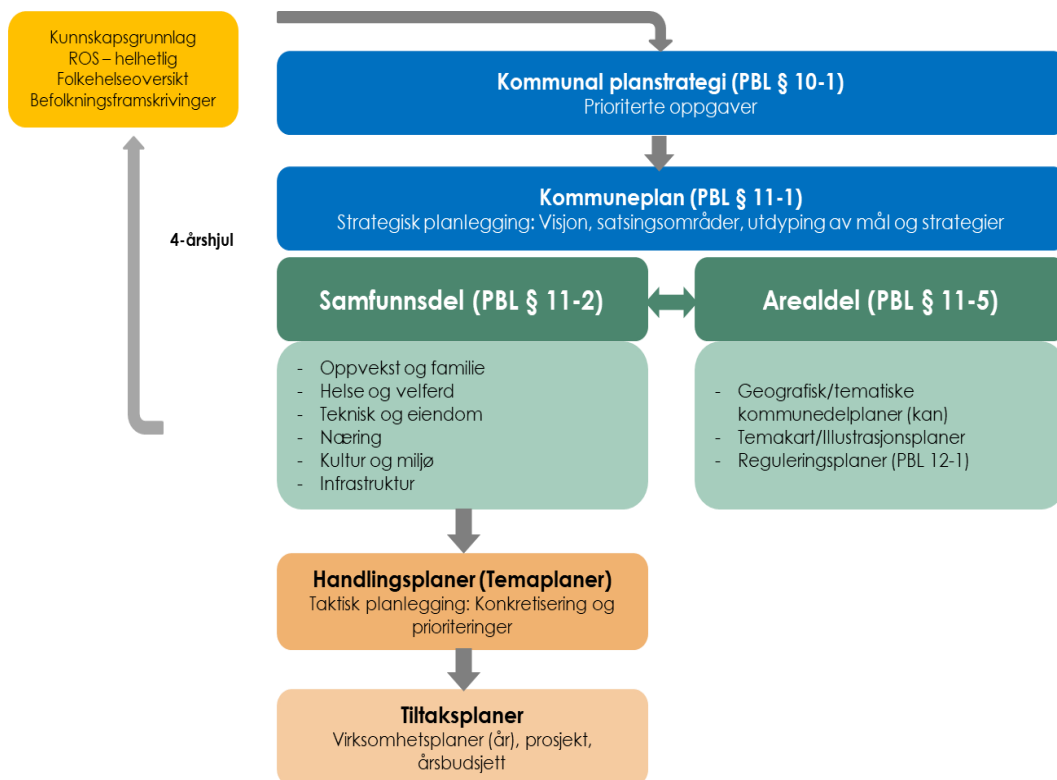 Kunnskapsgrunnlag
ROS – helhetlig
Folkehelseoversikt
Befolkningsframskrivinger
Kommunal planstrategi (PBL § 10-1)
Prioriterte oppgaver
Kommuneplan (PBL § 11-1)
Strategisk planlegging: Visjon, satsingsområder, utdyping av mål og strategier
4-årshjul
Samfunnsdel (PBL § 11-2)
- Oppvekst og familie
- Helse og velferd
- Teknisk og eiendom
- Næring
- Kultur og miljø
- Infrastruktur
Arealdel (PBL § 11-5)
- Geografisk/tematiske
kommunedelplaner (kan)
- Temakart/Illustrasjonsplaner
- Reguleringsplaner (PBL 12-1)
Handlingsplaner (Temaplaner)
Taktisk planlegging: Konkretisering og
prioriteringer
Tiltaksplaner
Virksomhetsplaner (år), prosjekt,
årsbudsjett